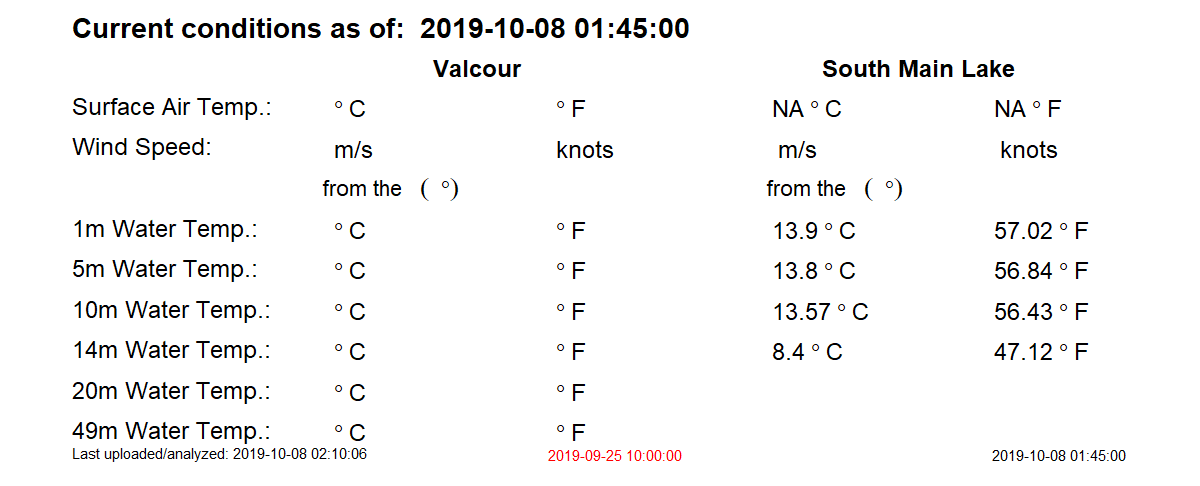 Current conditions as of: 2019-10-08 01:45:00
Valcour South Main Lake
Surface Air Temp.: ° C ° F NA ° C NA ° F
Wind Speed: m/s knots m/s knots
from the ( °) from the ( °)
1m Water Temp.: ° C ° F 13.9 ° C 57.02 ° F
5m Water Temp.: ° C ° F 13.8 ° C 56.84 ° F
10m Water Temp.: ° C ° F 13.57 ° C 56.43 ° F
14m Water Temp.: ° C ° F 8.4 ° C 47.12 ° F
20m Water Temp.: ° C ° F
49m Water Temp.: ° C ° F
Last uploaded/analyzed: 2019-10-08 02:10:06 2019-09-25 10:00:00 2019-10-08 01:45:00